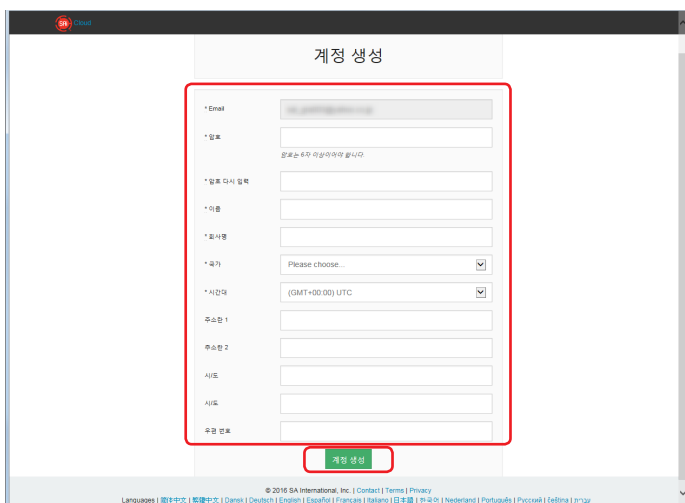 SAi Cloud
계정 생성
* Email
* 암호
암호는 6자 이상이어야 합니다.
* 암호 다시 입력
* 이름
* 회사명
* 국가 Please choose...
* 시간대 (GMT+00:00) UTC
주소란 1
주소란 2
시/도
시/도
우편 번호
계정 생성
© 2016 SA International, Inc. | Contact | Terms | Privacy
Languages | 简体中文 | 繁體中文 | Dansk | Deutsch | English | Español | Français | Italiano | 日本語 | 한국어 | Nederland | Português | Русский | čeština | עברית